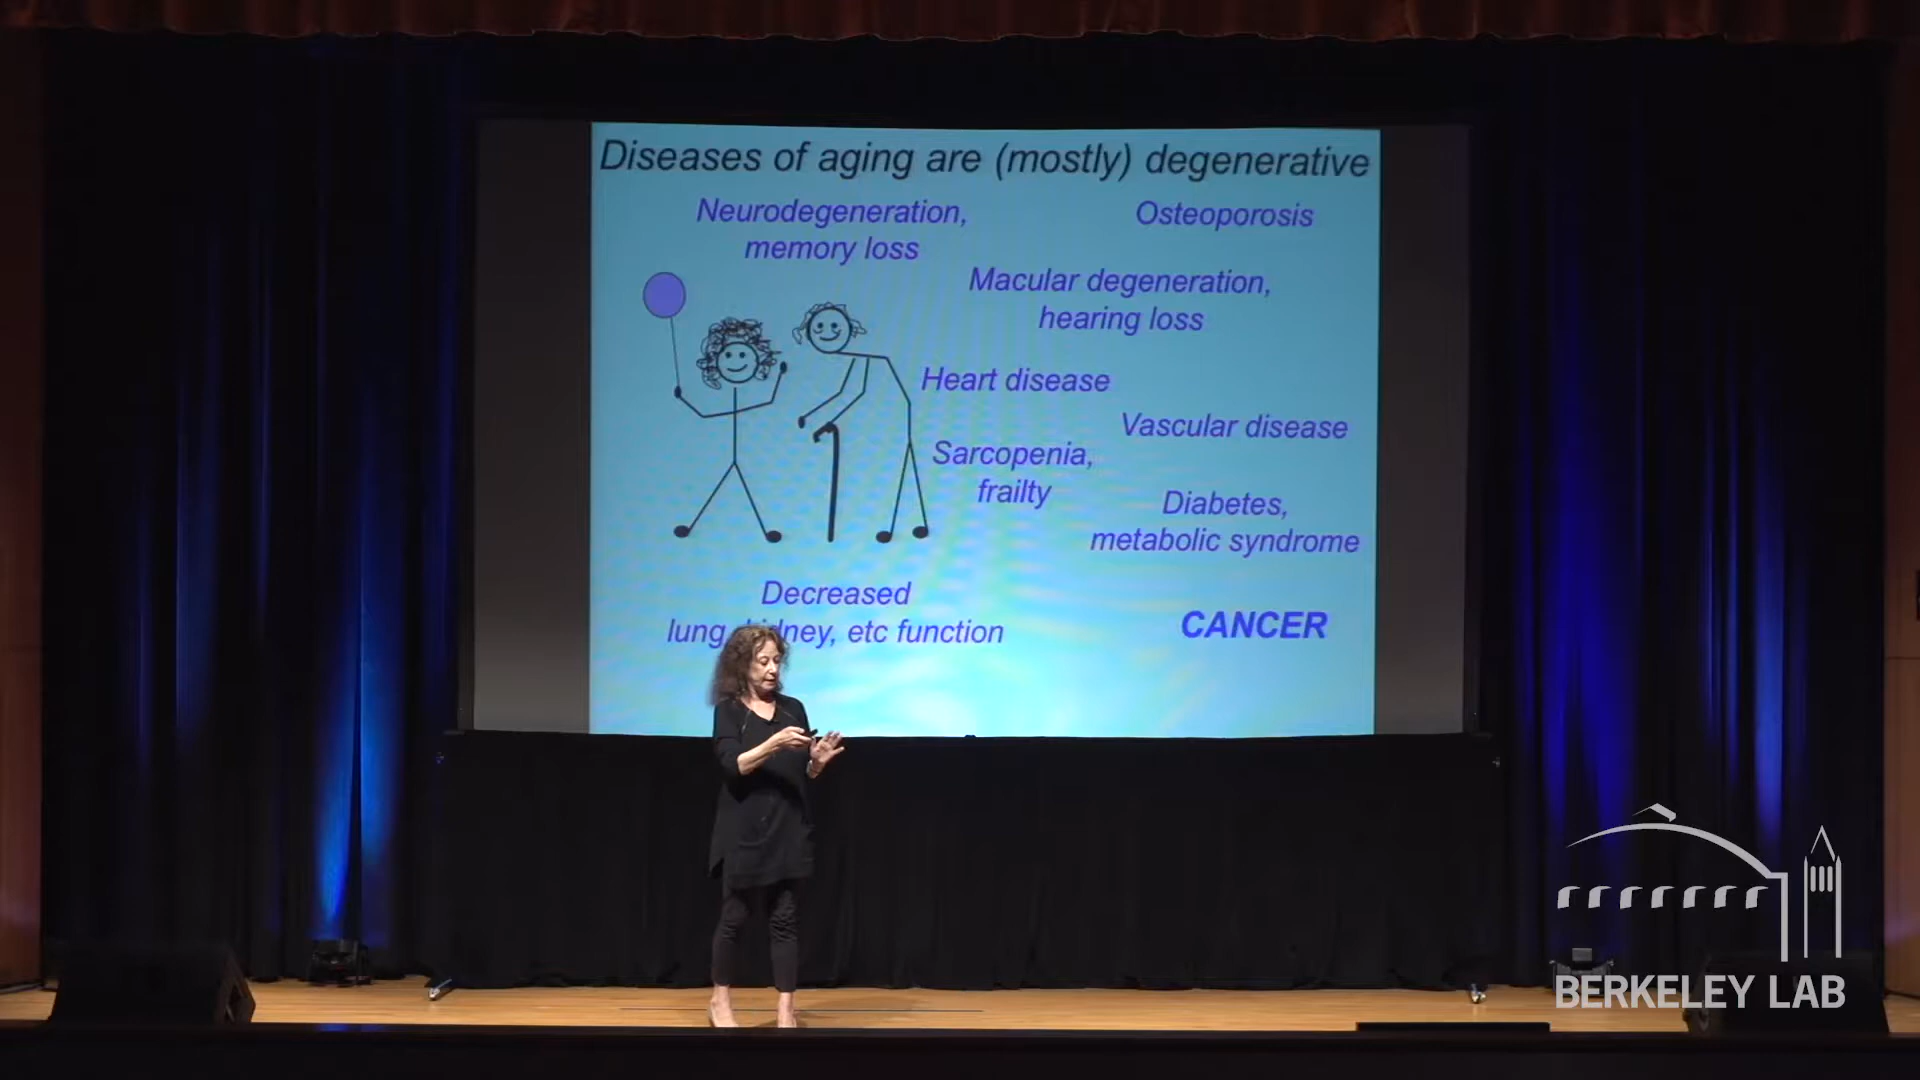 Diseases of aging are (mostly) degenerative
Neurodegeneration,
memory loss
Osteoporosis
Macular degeneration,
hearing loss
Heart disease
Vascular disease
Sarcopenia,
frailty
Diabetes,
metabolic syndrome
Decreased
lung, kidney, etc function
CANCER
BERKELEY LAB